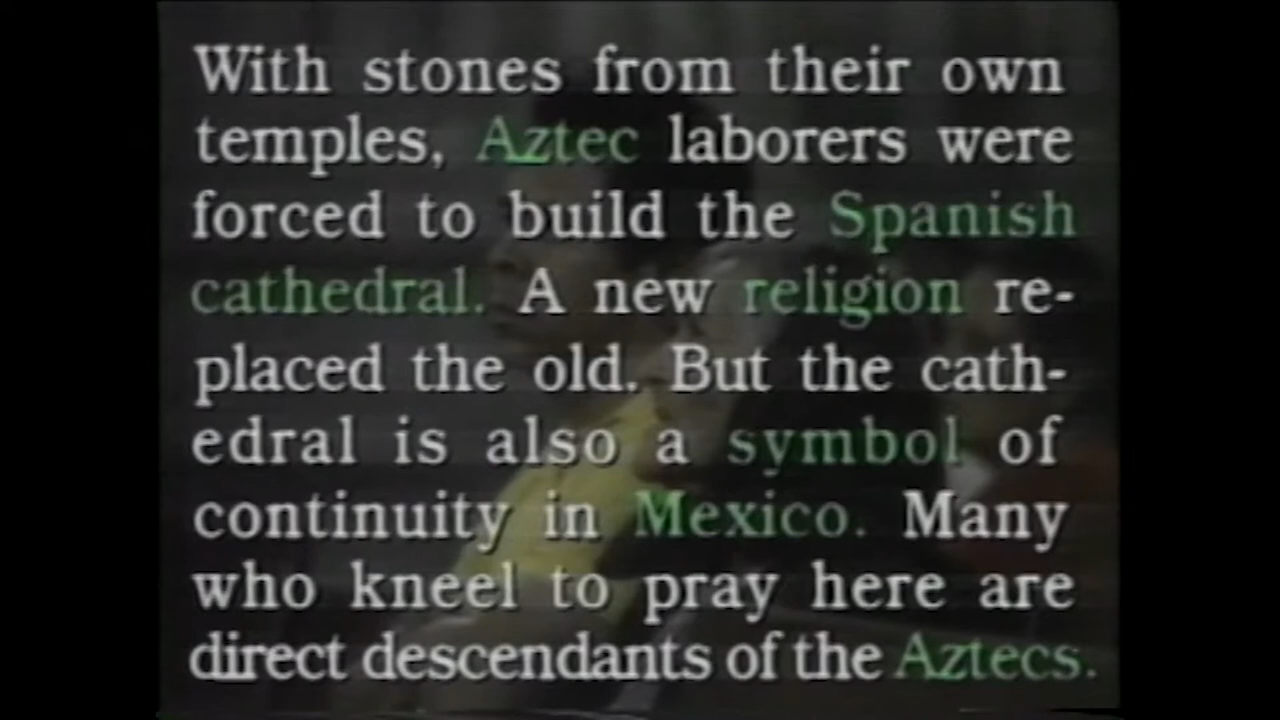 With stones from their own
temples, Aztec laborers were
forced to build the Spanish
cathedral. A new religion re-
placed the old. But the cath-
edral is also a symbol of
continuity in Mexico. Many
who kneel to pray here are
direct descendants of the Aztecs.